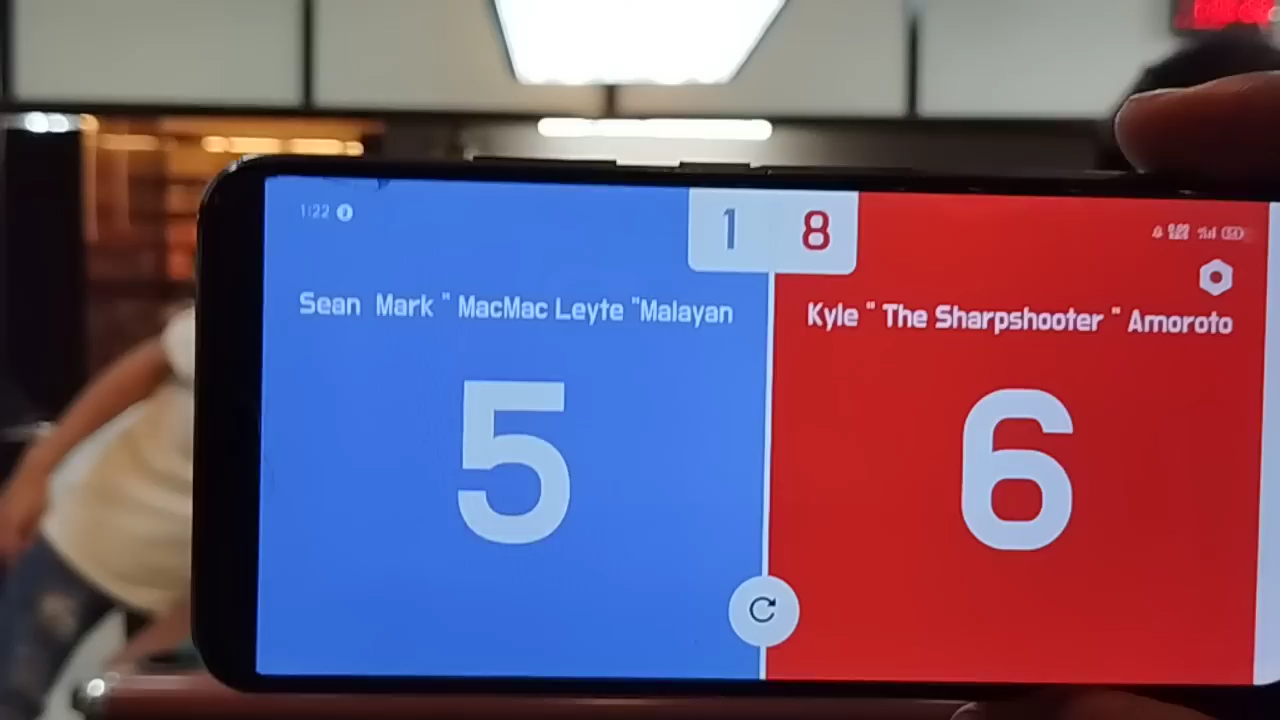 1:22
1 8
Sean Mark " MacMac Leyte "Malayan
Kyle " The Sharpshooter " Amoroto
5
6